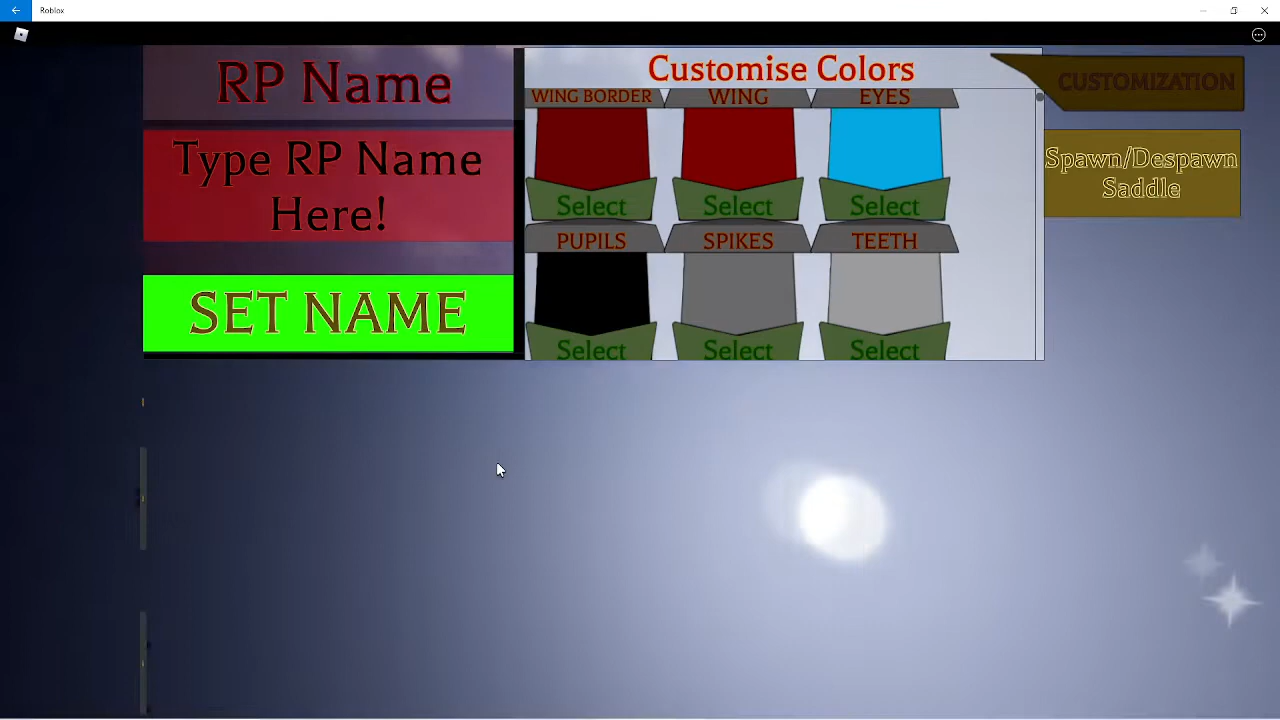 Roblox
RP Name
Type RP Name
Here!
SET NAME
Customise Colors
WING BORDER
WING
EYES
Select
Select
Select
PUPILS
SPIKES
TEETH
Select
Select
Select
CUSTOMIZATION
Spawn/Despawn
Saddle